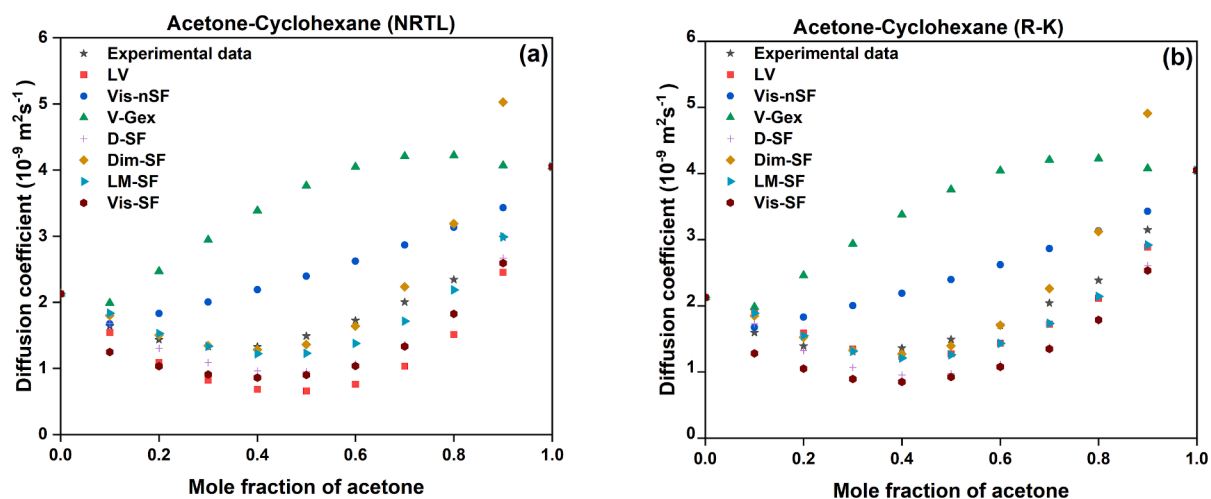 Acetone-Cyclohexane (NRTL)
(a)
6
5
4
3
2
1
0
Diffusion coefficient (10⁻⁹ m²s⁻¹)
Experimental data
LV
Vis-nSF
V-Gex
D-SF
Dim-SF
LM-SF
Vis-SF
0.0 0.2 0.4 0.6 0.8 1.0
Mole fraction of acetone
Acetone-Cyclohexane (R-K)
(b)
6
5
4
3
2
1
0
Diffusion coefficient (10⁻⁹ m²s⁻¹)
Experimental data
LV
Vis-nSF
V-Gex
D-SF
Dim-SF
LM-SF
Vis-SF
0.0 0.2 0.4 0.6 0.8 1.0
Mole fraction of acetone